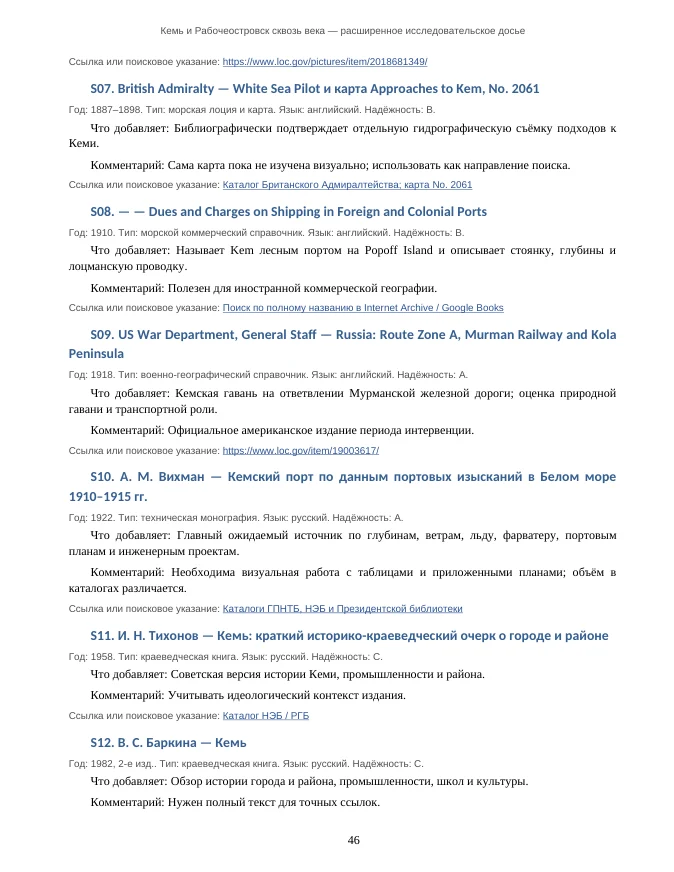 Кемь и Рабочеостровск сквозь века — расширенное исследовательское досье
Ссылка или поисковое указание: https://www.loc.gov/pictures/item/2018681349/
S07. British Admiralty — White Sea Pilot и карта Approaches to Kem, No. 2061
Год: 1887–1898. Тип: морская лоция и карта. Язык: английский. Надёжность: B.
Что добавляет: Библиографически подтверждает отдельную гидрографическую съёмку подходов к
Кеми.
Комментарий: Сама карта пока не изучена визуально; использовать как направление поиска.
Ссылка или поисковое указание: Каталог Британского Адмиралтейства; карта No. 2061
S08. — — Dues and Charges on Shipping in Foreign and Colonial Ports
Год: 1910. Тип: морской коммерческий справочник. Язык: английский. Надёжность: B.
Что добавляет: Называет Kem лесным портом на Popoff Island и описывает стоянку, глубины и
лоцманскую проводку.
Комментарий: Полезен для иностранной коммерческой географии.
Ссылка или поисковое указание: Поиск по полному названию в Internet Archive / Google Books
S09. US War Department, General Staff — Russia: Route Zone A, Murman Railway and Kola
Peninsula
Год: 1918. Тип: военно-географический справочник. Язык: английский. Надёжность: A.
Что добавляет: Кемская гавань на ответвлении Мурманской железной дороги; оценка природной
гавани и транспортной роли.
Комментарий: Официальное американское издание периода интервенции.
Ссылка или поисковое указание: https://www.loc.gov/item/19003617/
S10. А. М. Вихман — Кемский порт по данным портовых изысканий в Белом море
1910–1915 гг.
Год: 1922. Тип: техническая монография. Язык: русский. Надёжность: A.
Что добавляет: Главный ожидаемый источник по глубинам, ветрам, льду, фарватеру, портовым
планам и инженерным проектам.
Комментарий: Необходима визуальная работа с таблицами и приложенными планами; объём в
каталогах различается.
Ссылка или поисковое указание: Каталоги ГПНТБ, НЭБ и Президентской библиотеки
S11. И. Н. Тихонов — Кемь: краткий историко-краеведческий очерк о городе и районе
Год: 1958. Тип: краеведческая книга. Язык: русский. Надёжность: C.
Что добавляет: Советская версия истории Кеми, промышленности и района.
Комментарий: Учитывать идеологический контекст издания.
Ссылка или поисковое указание: Каталог НЭБ / РГБ
S12. В. С. Баркина — Кемь
Год: 1982, 2-е изд.. Тип: краеведческая книга. Язык: русский. Надёжность: C.
Что добавляет: Обзор истории города и района, промышленности, школ и культуры.
Комментарий: Нужен полный текст для точных ссылок.
46